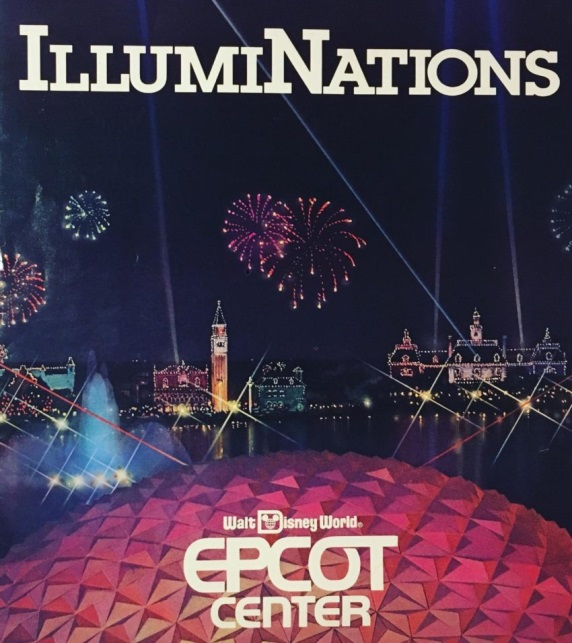 IllumiNations
Walt Disney World®
EPCOT
CENTER